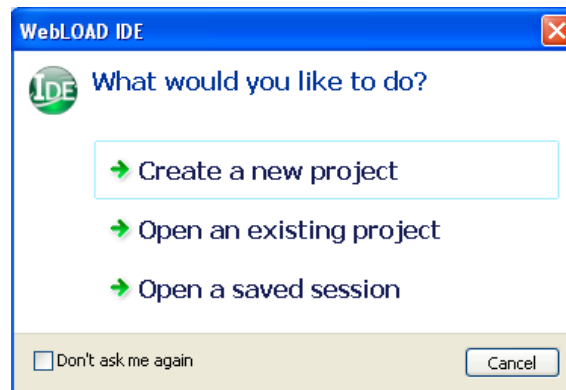 WebLOAD IDE
IDE
What would you like to do?
Create a new project
Open an existing project
Open a saved session
Don't ask me again
Cancel